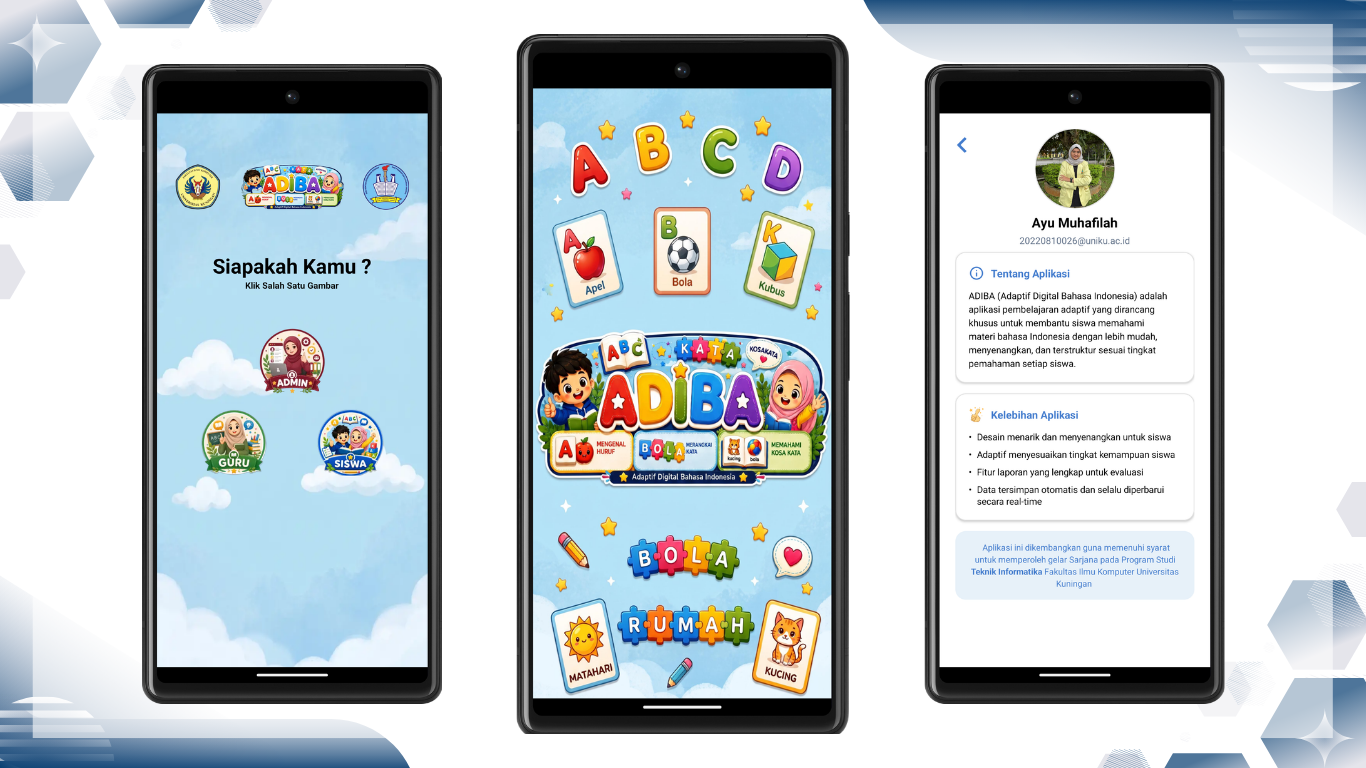 ABC KATA
ADIBA
Siapakah Kamu ?
Klik Salah Satu Gambar
ADMIN
GURU
ABC
SISWA
A B C D
A
Apel
B
Bola
K
Kubus
ABC
KATA
KOSAKATA
ADIBA
A
MENGENAL
HURUF
BOLA
MERANGKAI
KATA
kucing
bola
MEMAHAMI
KOSA KATA
Adaptif Digital Bahasa Indonesia
BOLA
RUMAH
MATAHARI
KUCING
Ayu Muhafilah
20220810026@uniku.ac.id
Tentang Aplikasi
ADIBA (Adaptif Digital Bahasa Indonesia) adalah
aplikasi pembelajaran adaptif yang dirancang
khusus untuk membantu siswa memahami
materi bahasa Indonesia dengan lebih mudah,
menyenangkan, dan terstruktur sesuai tingkat
pemahaman setiap siswa.
Kelebihan Aplikasi
• Desain menarik dan menyenangkan untuk siswa
• Adaptif menyesuaikan tingkat kemampuan siswa
• Fitur laporan yang lengkap untuk evaluasi
• Data tersimpan otomatis dan selalu diperbarui
secara real-time
Aplikasi ini dikembangkan guna memenuhi syarat
untuk memperoleh gelar Sarjana pada Program Studi
Teknik Informatika Fakultas Ilmu Komputer Universitas
Kuningan